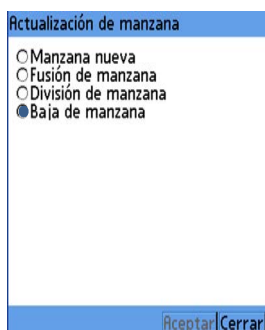 Actualización de manzana
Manzana nueva
Fusión de manzana
División de manzana
Baja de manzana
Aceptar Cerrar